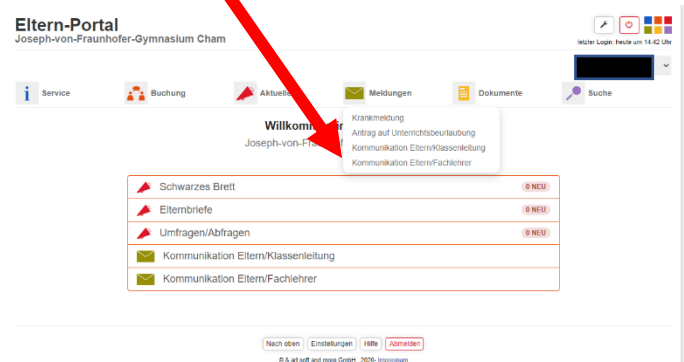 Eltern-Portal
Joseph-von-Fraunhofer-Gymnasium Cham
letzter Login: heute um 14:42 Uhr
Service
Buchung
Aktuelles
Meldungen
Dokumente
Suche
Krankmeldung
Antrag auf Unterrichtsbeurlaubung
Kommunikation Eltern/Klassenleitung
Kommunikation Eltern/Fachlehrer
Schwarzes Brett
0 NEU
Elternbriefe
0 NEU
Umfragen/Abfragen
0 NEU
Kommunikation Eltern/Klassenleitung
Kommunikation Eltern/Fachlehrer
Nach oben
Einstellungen
Hilfe
Abmelden
© & art soft and more GmbH, 2020- Impressum